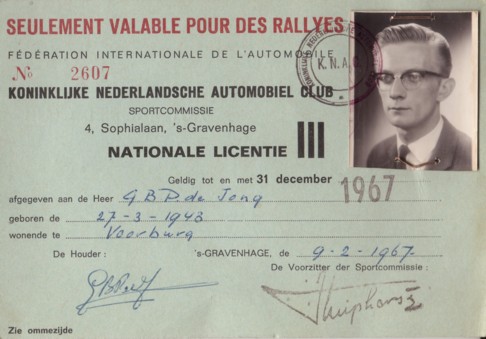 SEULEMENT VALABLE POUR DES RALLYES
FÉDÉRATION INTERNATIONALE DE L'AUTOMOBILE
No 2607
K.N.A.C.
KONINKLIJKE NEDERLANDSCHE AUTOMOBIEL CLUB
SPORTCOMMISSIE
4, Sophialaan, 's-Gravenhage
NATIONALE LICENTIE III
Geldig tot en met 31 december 1967
afgegeven aan de Heer G B P. de Jong
geboren de 27-3-1943
wonende te Voorburg
De Houder : 's-GRAVENHAGE, de 9-2-1967.
De Voorzitter der Sportcommissie :
Zie ommezijde